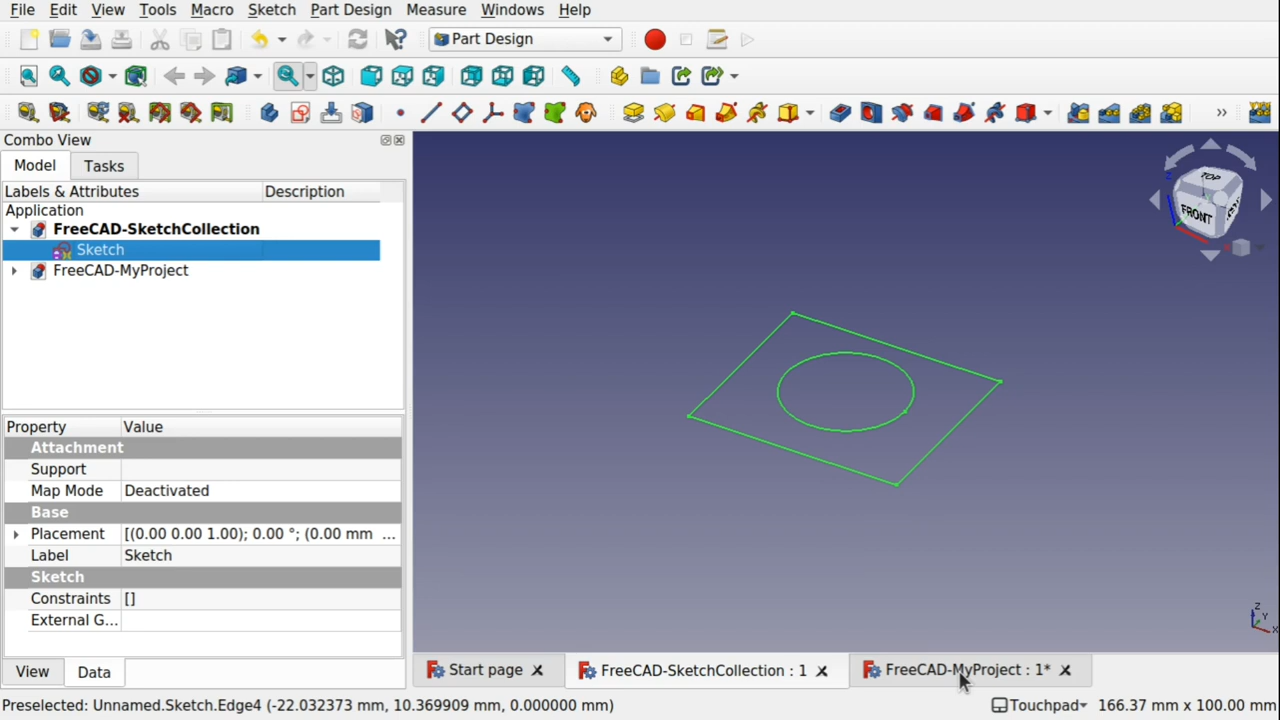 File Edit View Tools Macro Sketch Part Design Measure Windows Help
Part Design
Combo View
Model Tasks
Labels & Attributes Description
Application
FreeCAD-SketchCollection
Sketch
FreeCAD-MyProject
TOP
FRONT
Property Value
Attachment
Support
Map Mode Deactivated
Base
Placement [(0.00 0.00 1.00); 0.00 °; (0.00 mm ...
Label Sketch
Sketch
Constraints []
External G...
Z
Y
X
View Data
Start page FreeCAD-SketchCollection : 1 FreeCAD-MyProject : 1*
Preselected: Unnamed.Sketch.Edge4 (-22.032373 mm, 10.369909 mm, 0.000000 mm) Touchpad 166.37 mm x 100.00 mm